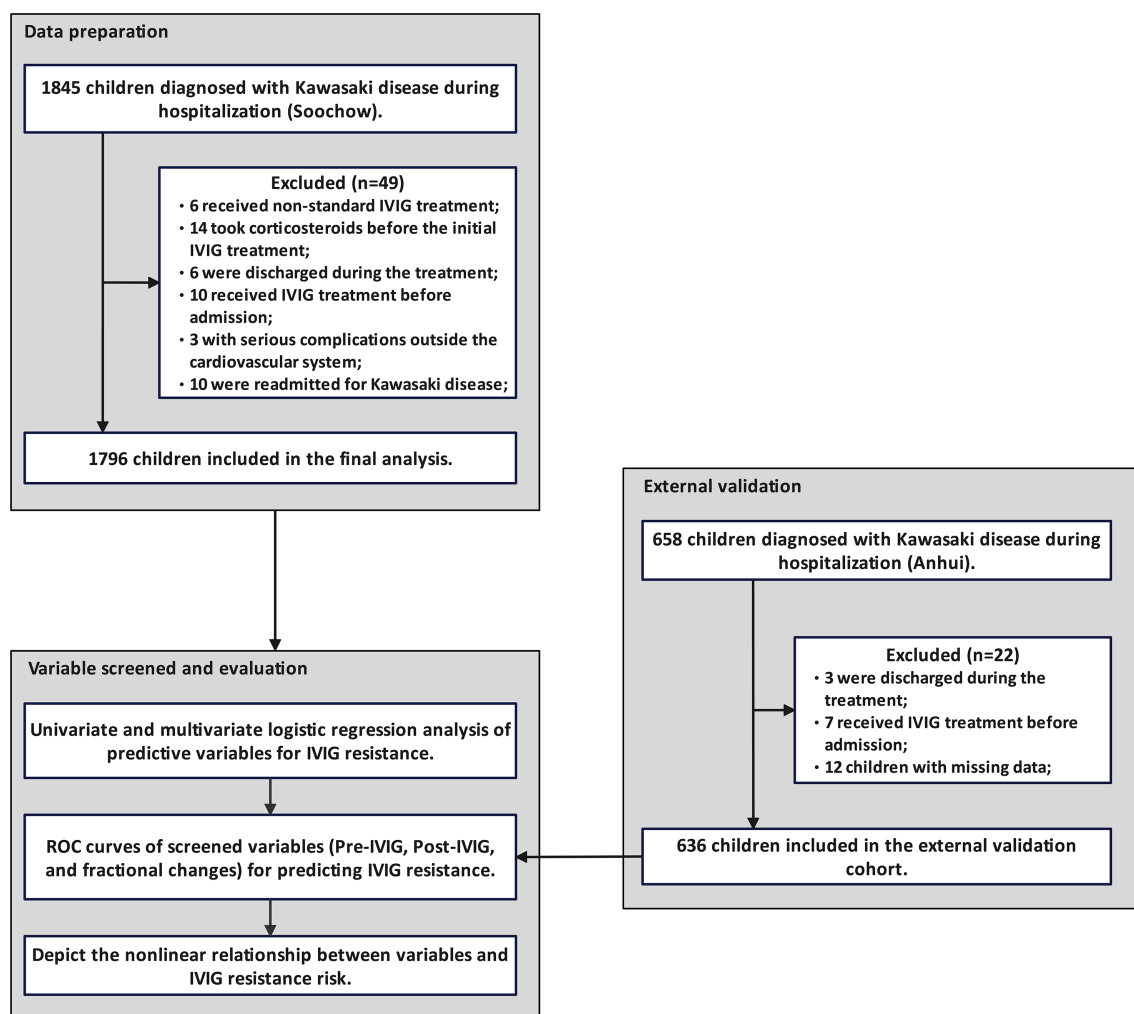 Data preparation
1845 children diagnosed with Kawasaki disease during
hospitalization (Soochow).
Excluded (n=49)
· 6 received non-standard IVIG treatment;
· 14 took corticosteroids before the initial
IVIG treatment;
· 6 were discharged during the treatment;
· 10 received IVIG treatment before
admission;
· 3 with serious complications outside the
cardiovascular system;
· 10 were readmitted for Kawasaki disease;
1796 children included in the final analysis.
External validation
658 children diagnosed with Kawasaki disease during
hospitalization (Anhui).
Excluded (n=22)
· 3 were discharged during the
treatment;
· 7 received IVIG treatment before
admission;
· 12 children with missing data;
636 children included in the external validation
cohort.
Variable screened and evaluation
Univariate and multivariate logistic regression analysis of
predictive variables for IVIG resistance.
ROC curves of screened variables (Pre-IVIG, Post-IVIG,
and fractional changes) for predicting IVIG resistance.
Depict the nonlinear relationship between variables and
IVIG resistance risk.